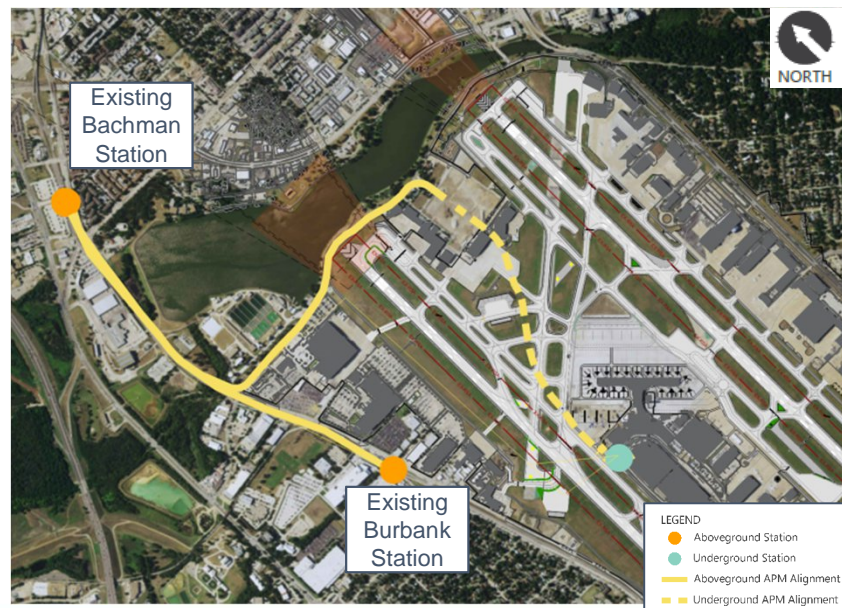 NORTH
Existing
Bachman
Station
Existing
Burbank
Station
LEGEND
Aboveground Station
Underground Station
Aboveground APM Alignment
Underground APM Alignment